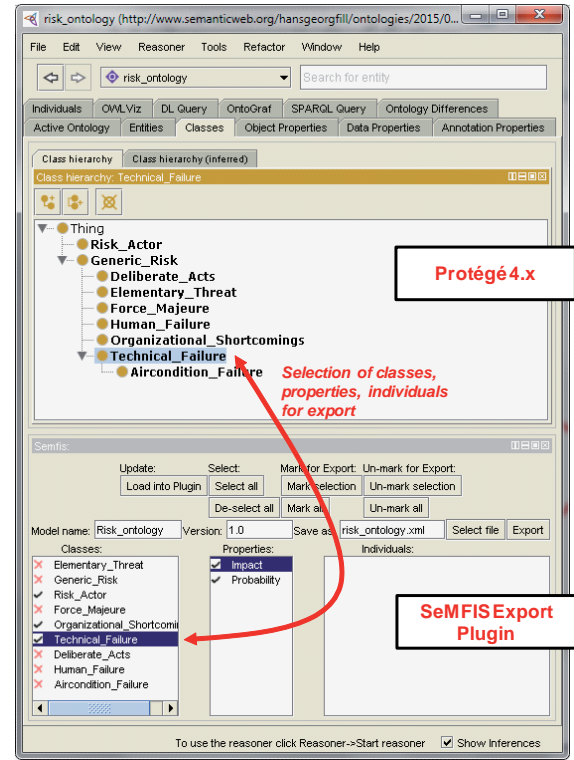 risk_ontology (http://www.semanticweb.org/hansgeorgfill/ontologies/2015/0...
File Edit View Reasoner Tools Refactor Window Help
risk_ontology Search for entity
Individuals OWLViz DL Query OntoGraf SPARQL Query Ontology Differences
Active Ontology Entities Classes Object Properties Data Properties Annotation Properties
Class hierarchy Class hierarchy (inferred)
Class hierarchy: Technical_Failure
Thing
Risk_Actor
Generic_Risk
Deliberate_Acts
Elementary_Threat
Force_Majeure
Human_Failure
Organizational_Shortcomings
Technical_Failure
Aircondition_Failure
Protégé 4.x
Selection of classes,
properties, individuals
for export
Semfis:
Update: Select: Mark for Export: Un-mark for Export:
Load into Plugin Select all Mark selection Un-mark selection
De-select all Mark all Un-mark all
Model name: Risk_ontology Version: 1.0 Save as: risk_ontology.xml Select file Export
Classes: Properties: Individuals:
Elementary_Threat
Generic_Risk
Risk_Actor
Force_Majeure
Organizational_Shortcomi
Technical_Failure
Deliberate_Acts
Human_Failure
Aircondition_Failure
Impact
Probability
SeMFIS Export
Plugin
To use the reasoner click Reasoner->Start reasoner Show Inferences